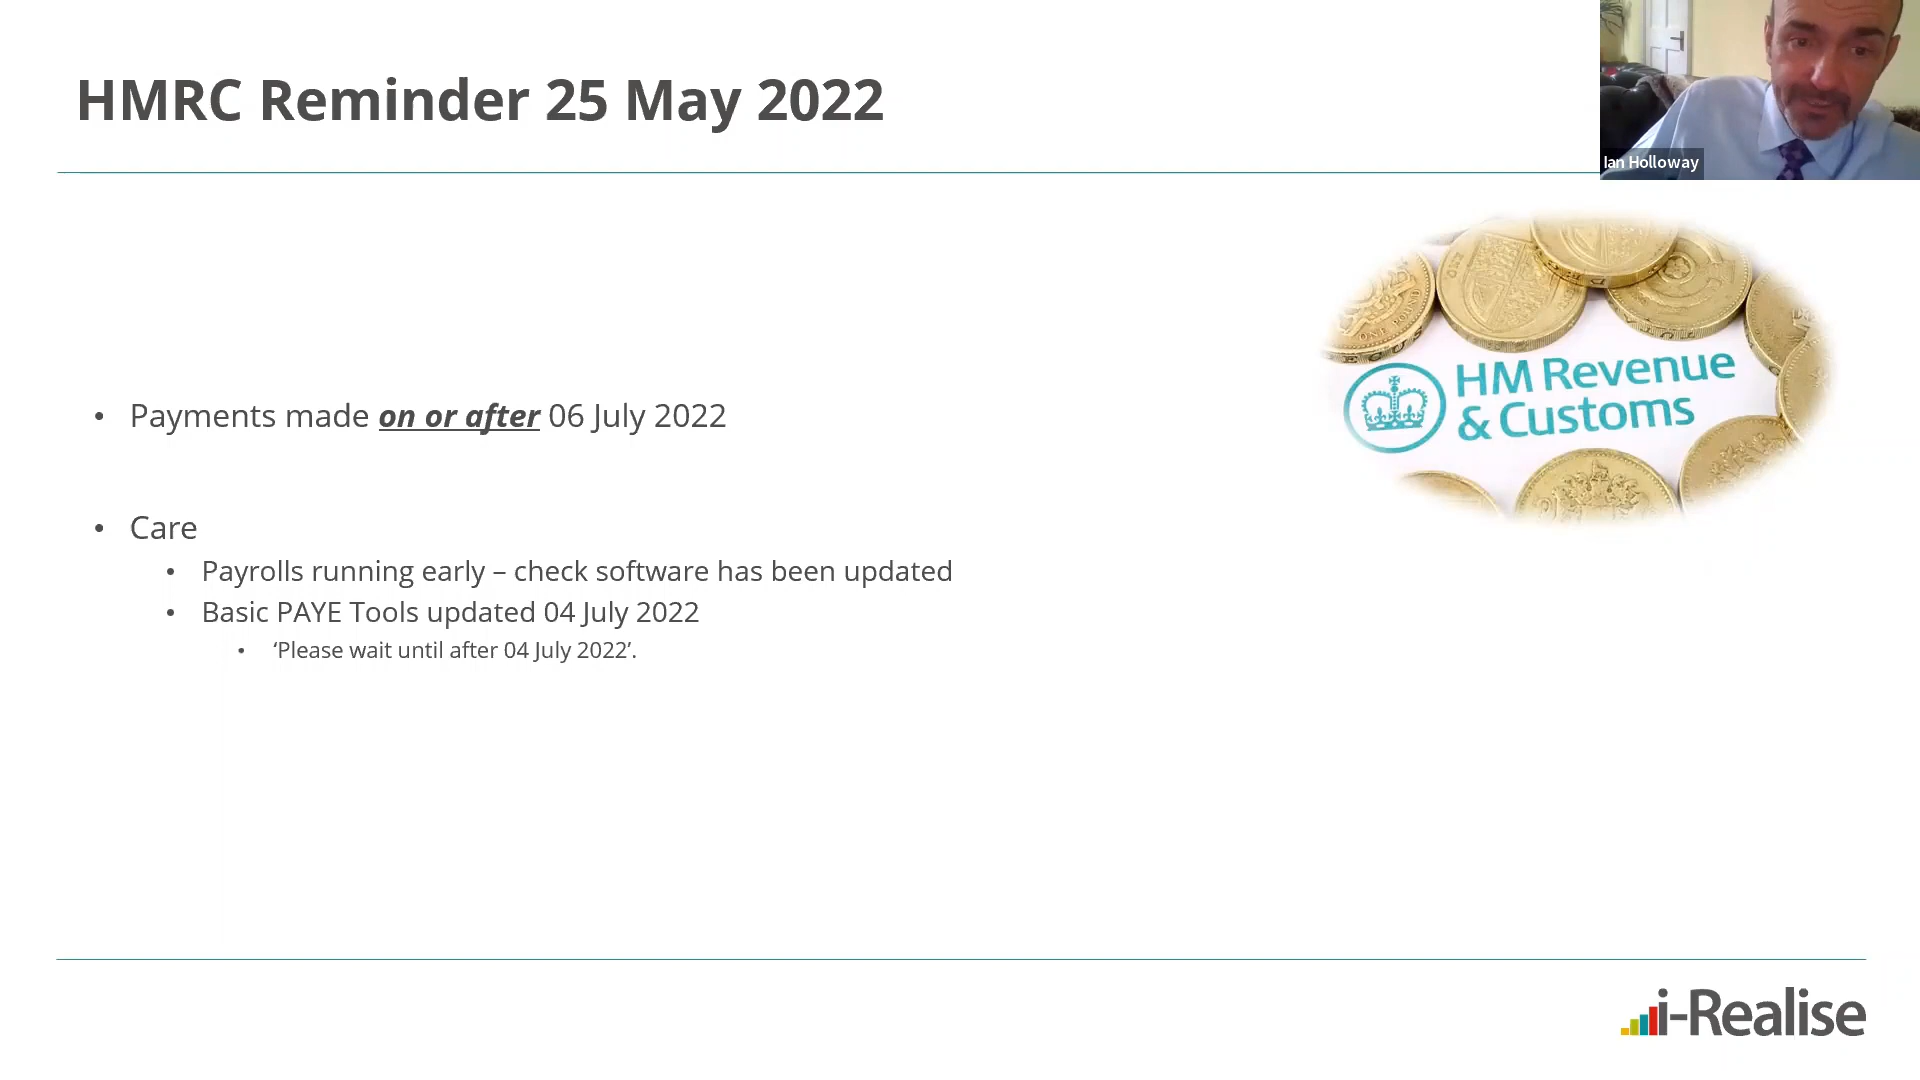 HMRC Reminder 25 May 2022
Ian Holloway
HM Revenue
& Customs
ONE POUND
• Payments made on or after 06 July 2022
• Care
• Payrolls running early – check software has been updated
• Basic PAYE Tools updated 04 July 2022
• ‘Please wait until after 04 July 2022’.
i-Realise